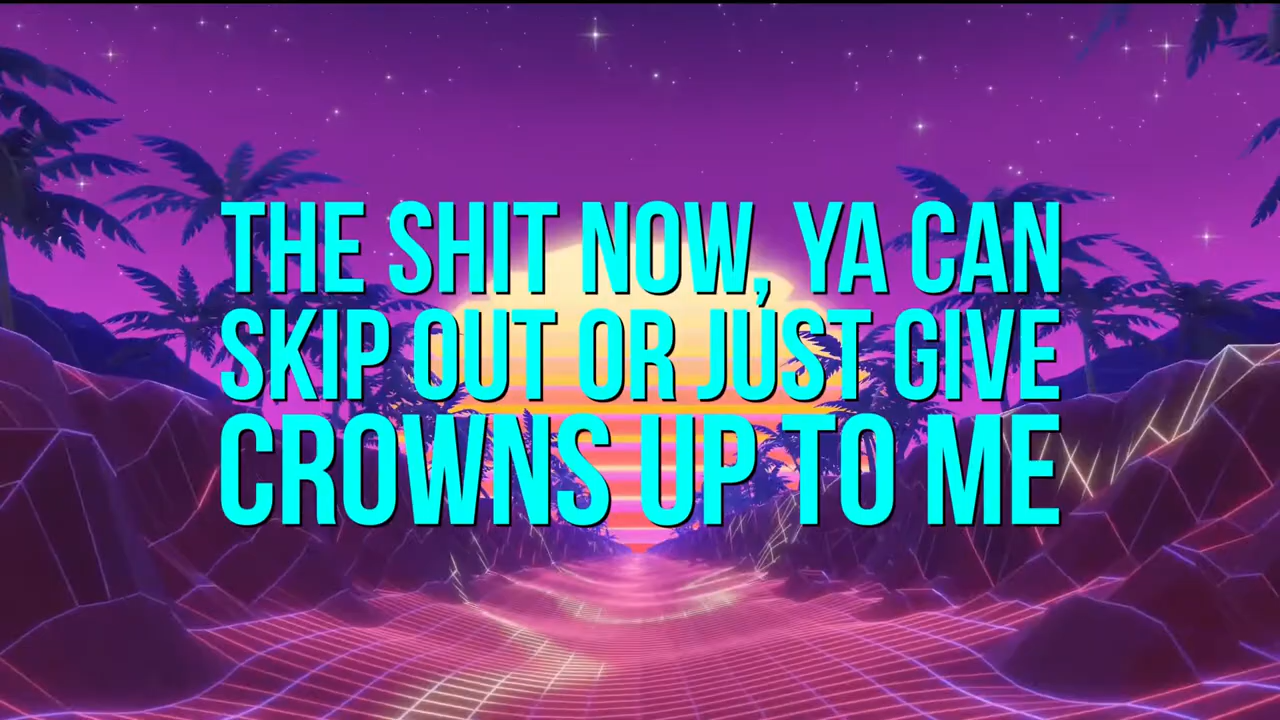 THE SHIT NOW, YA CAN
SKIP OUT OR JUST GIVE
CROWNS UP TO ME